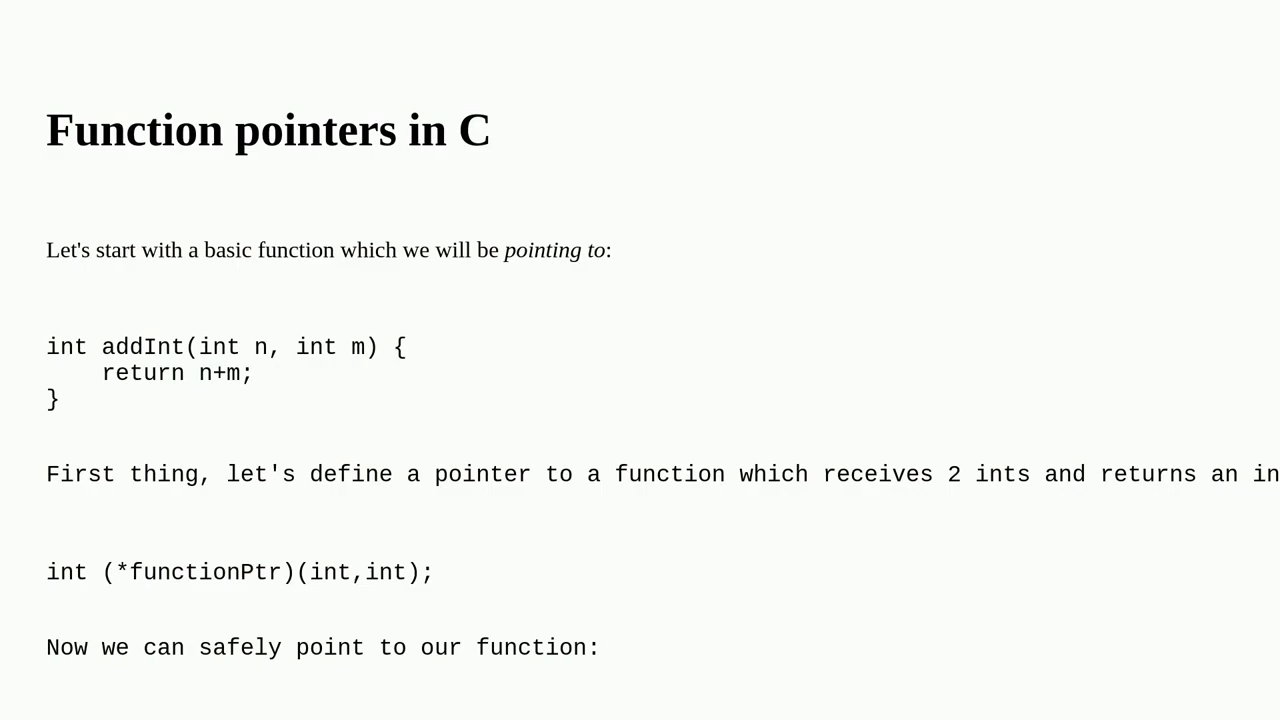 Function pointers in C
Let's start with a basic function which we will be pointing to:
int addInt(int n, int m) {
    return n+m;
}
First thing, let's define a pointer to a function which receives 2 ints and returns an in
int (*functionPtr)(int,int);
Now we can safely point to our function: